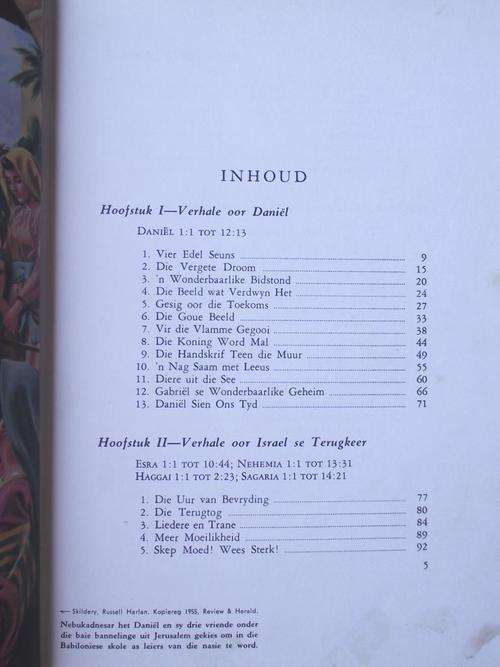 INHOUD
Hoofstuk I—Verhale oor Daniël
DANIËL 1:1 TOT 12:13
1. Vier Edel Seuns 9
2. Die Vergete Droom 15
3. 'n Wonderbaarlike Bidstond 20
4. Die Beeld wat Verdwyn Het 24
5. Gesig oor die Toekoms 27
6. Die Goue Beeld 33
7. Vir die Vlamme Gegooi 38
8. Die Koning Word Mal 44
9. Die Handskrif Teen die Muur 49
10. 'n Nag Saam met Leeus 55
11. Diere uit die See 60
12. Gabriël se Wonderbaarlike Geheim 66
13. Daniël Sien Ons Tyd 71
Hoofstuk II—Verhale oor Israel se Terugkeer
ESRA 1:1 TOT 10:44; NEHEMIA 1:1 TOT 13:31
HAGGAI 1:1 TOT 2:23; SAGARIA 1:1 TOT 14:21
1. Die Uur van Bevryding 77
2. Die Terugtog 80
3. Liedere en Trane 84
4. Meer Moeilikheid 89
5. Skep Moed! Wees Sterk! 92
5
← Skildery, Russell Harlan. Kopiereg 1955, Review & Herald.
Nebukadnesar het Daniël en sy drie vriende onder
die baie bannelinge uit Jerusalem gekies om in die
Babiloniese skole as leiers van die nasie te word.